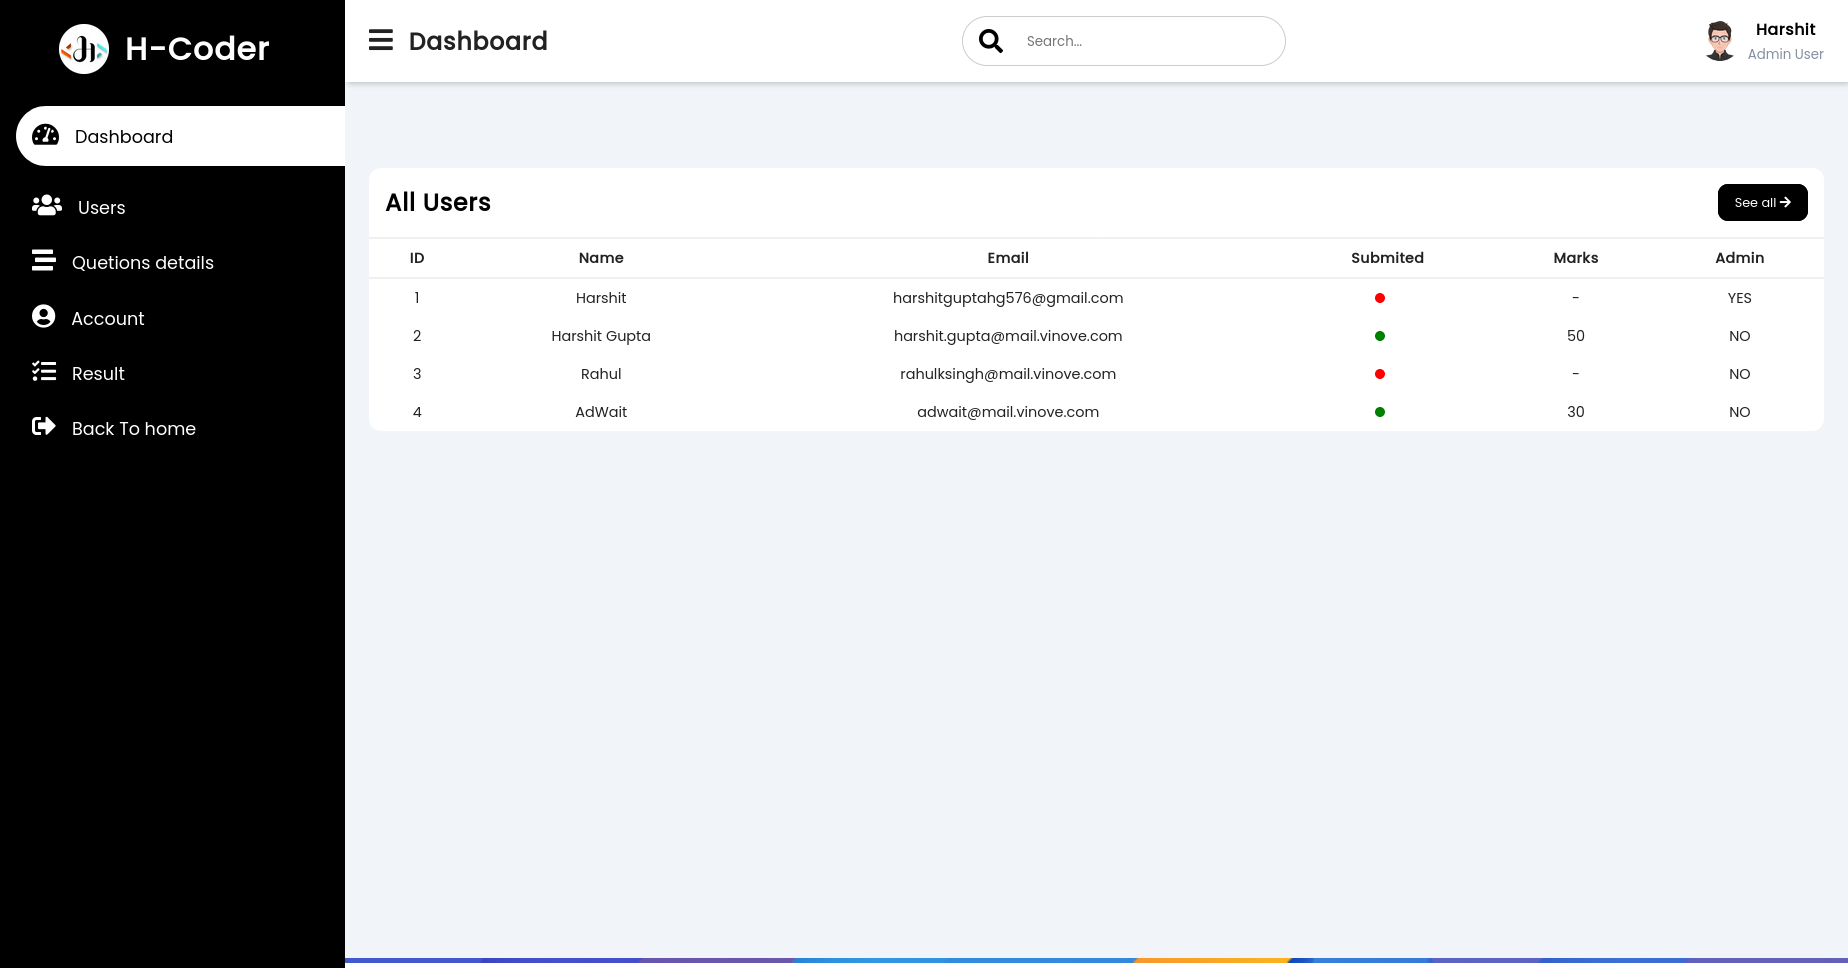 H-Coder
Dashboard
Users
Quetions details
Account
Result
Back To home
Dashboard
Search...
Harshit
Admin User
All Users
See all
ID Name Email Submited Marks Admin
1 Harshit harshitguptahg576@gmail.com - YES
2 Harshit Gupta harshit.gupta@mail.vinove.com 50 NO
3 Rahul rahulksingh@mail.vinove.com - NO
4 AdWait adwait@mail.vinove.com 30 NO